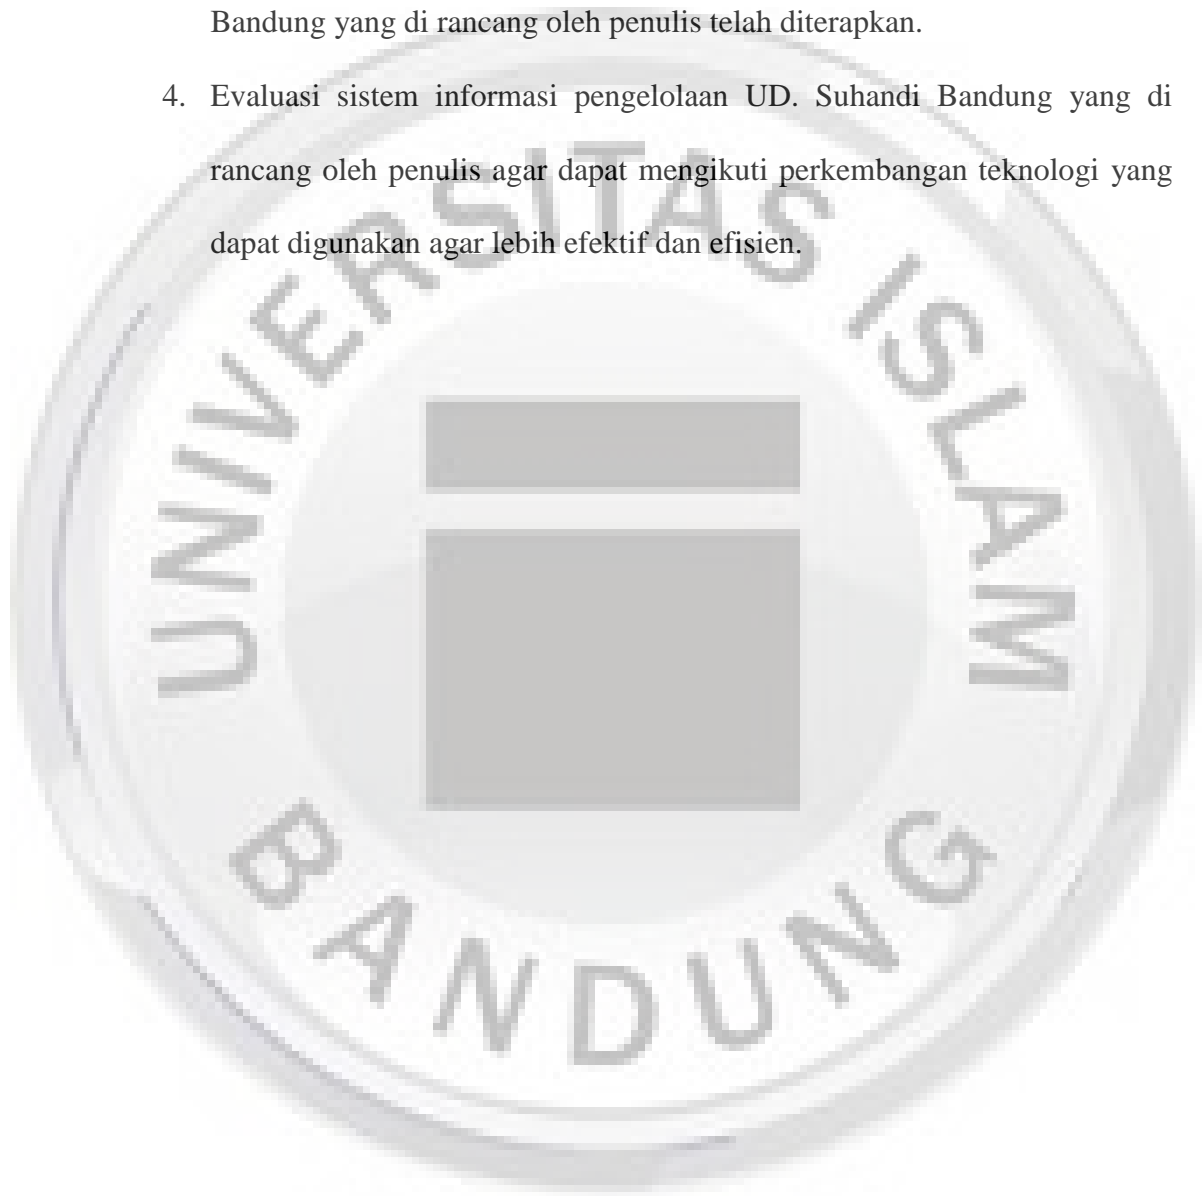 Bandung yang di rancang oleh penulis telah diterapkan.
4. Evaluasi sistem informasi pengelolaan UD. Suhandi Bandung yang di
rancang oleh penulis agar dapat mengikuti perkembangan teknologi yang
dapat digunakan agar lebih efektif dan efisien.
UNIVERSITAS ISLAM
BANDUNG